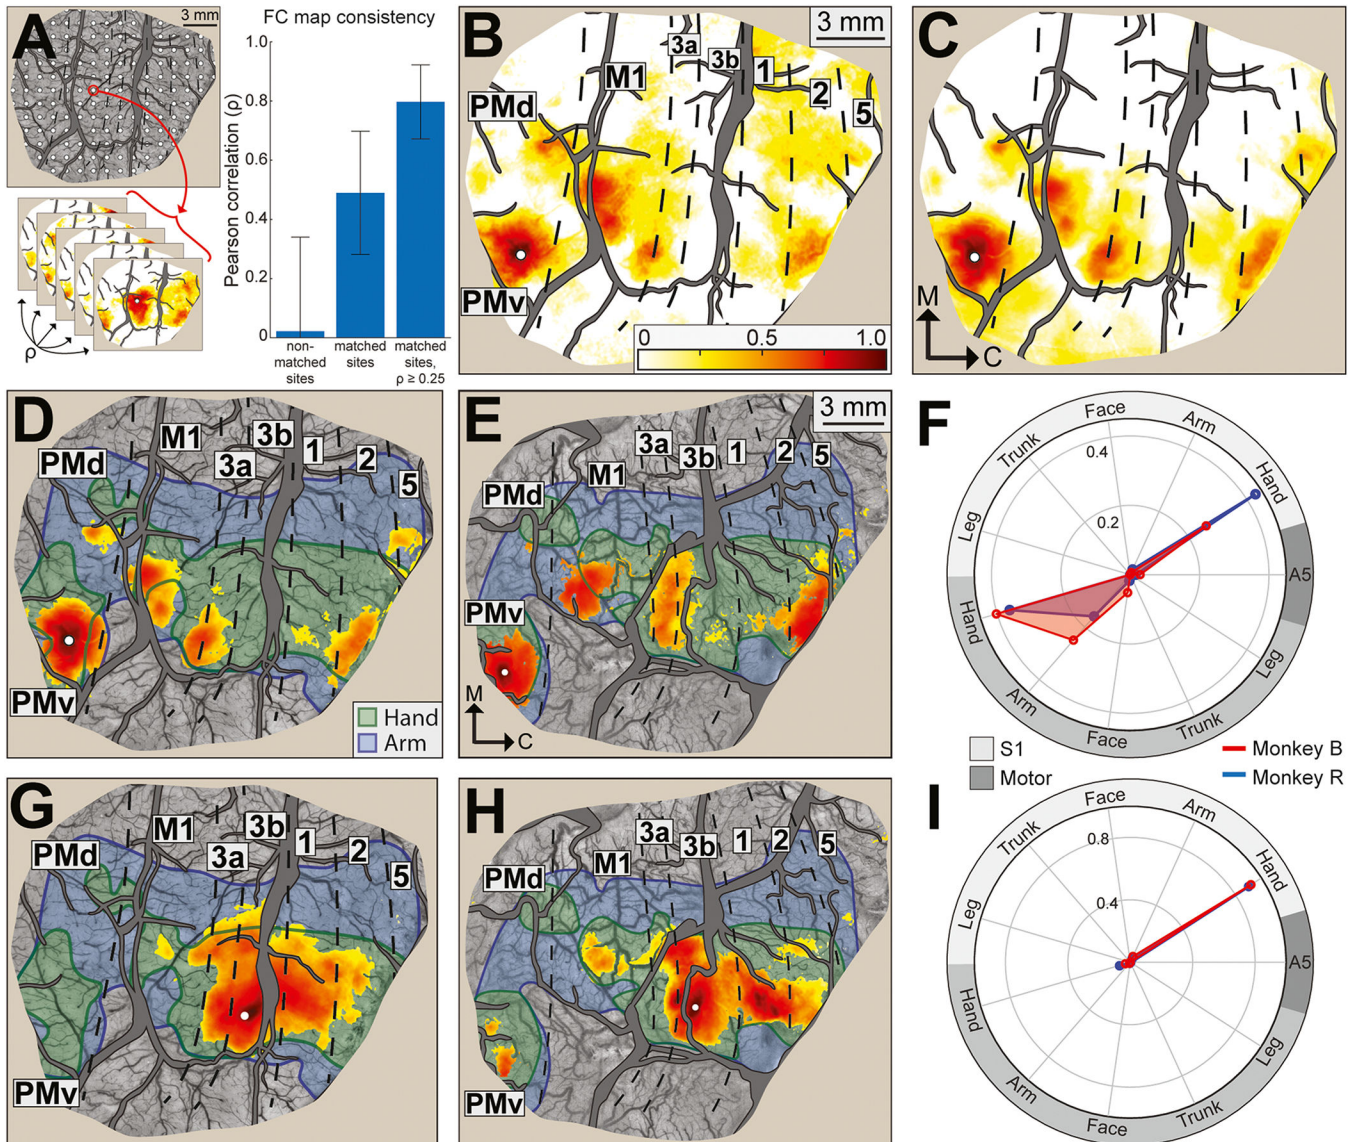 A
3 mm
ρ
FC map consistency
Pearson correlation (ρ)
1.0
0.8
0.6
0.4
0.2
0
non-
matched
sites
matched
sites
matched
sites,
ρ ≥ 0.25
B
3 mm
3a
3b
M1
1
2
5
PMd
PMv
0
0.5
1.0
C
M
C
D
M1
3b
3a
1
2
5
PMd
PMv
Hand
Arm
E
3 mm
3a
3b
1
2
5
M1
PMd
PMv
M
C
F
Face
Arm
Hand
A5
Leg
Trunk
Face
Arm
Hand
Leg
Trunk
0.4
0.2
S1
Motor
Monkey B
Monkey R
G
M1
3b
3a
1
2
5
PMd
PMv
H
3a
3b
1
2
5
M1
PMd
PMv
I
Face
Arm
Hand
A5
Leg
Trunk
Face
Arm
Hand
Leg
Trunk
0.8
0.4